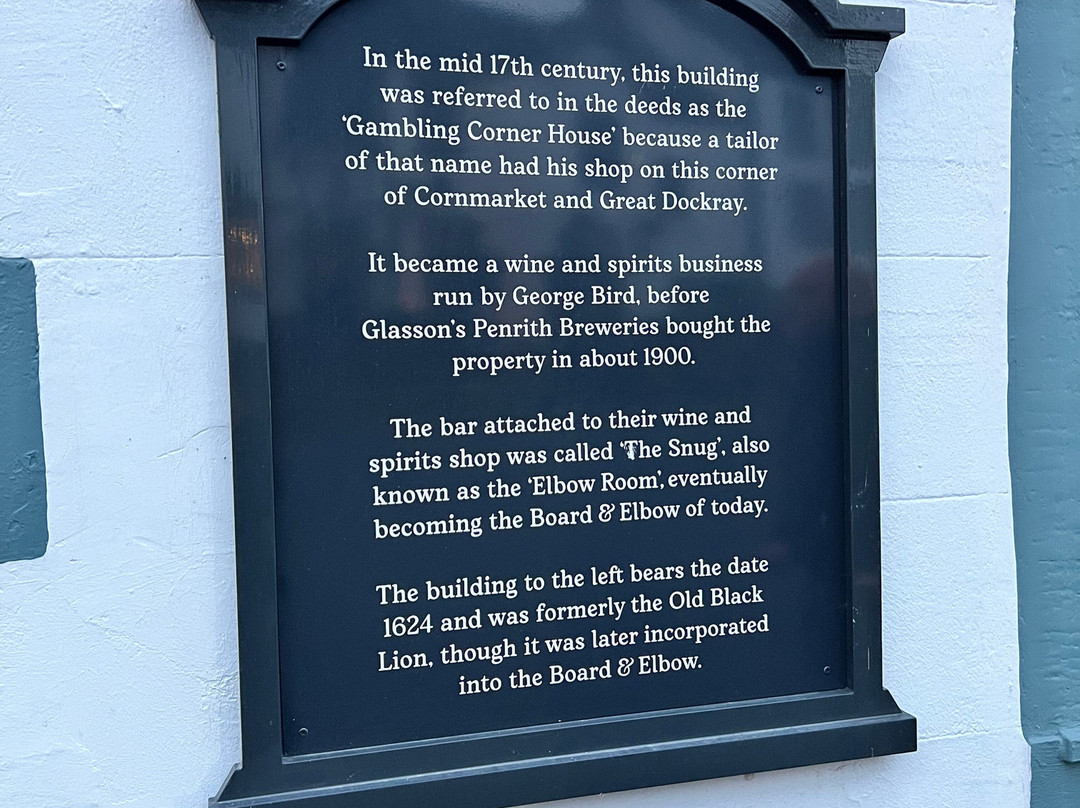 In the mid 17th century, this building
was referred to in the deeds as the
‘Gambling Corner House’ because a tailor
of that name had his shop on this corner
of Cornmarket and Great Dockray.
It became a wine and spirits business
run by George Bird, before
Glasson’s Penrith Breweries bought the
property in about 1900.
The bar attached to their wine and
spirits shop was called ‘The Snug’, also
known as the ‘Elbow Room’, eventually
becoming the Board & Elbow of today.
The building to the left bears the date
1624 and was formerly the Old Black
Lion, though it was later incorporated
into the Board & Elbow.